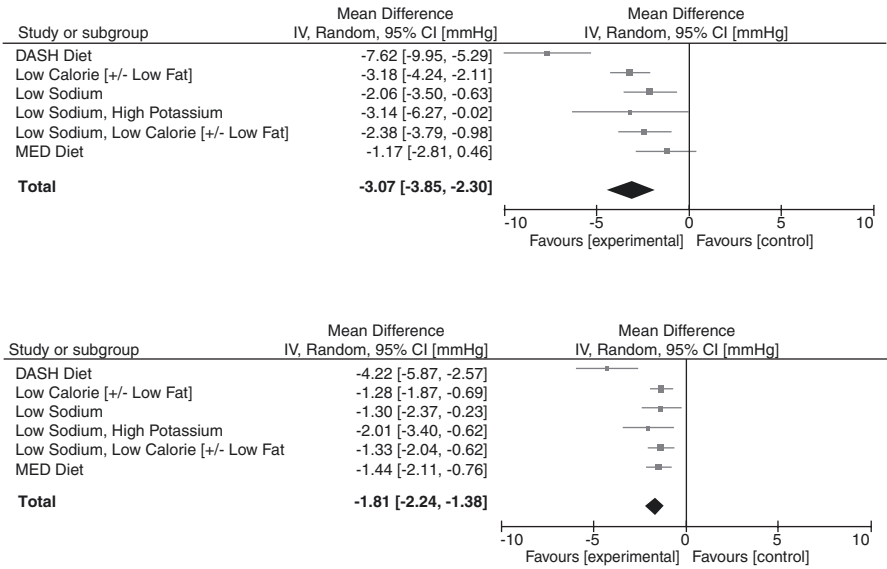 Mean Difference Mean Difference
Study or subgroup IV, Random, 95% CI [mmHg] IV, Random, 95% CI [mmHg]
DASH Diet -7.62 [-9.95, -5.29]
Low Calorie [+/- Low Fat] -3.18 [-4.24, -2.11]
Low Sodium -2.06 [-3.50, -0.63]
Low Sodium, High Potassium -3.14 [-6.27, -0.02]
Low Sodium, Low Calorie [+/- Low Fat] -2.38 [-3.79, -0.98]
MED Diet -1.17 [-2.81, 0.46]
Total -3.07 [-3.85, -2.30]
-10 -5 0 5 10
Favours [experimental] Favours [control]
Mean Difference Mean Difference
Study or subgroup IV, Random, 95% CI [mmHg] IV, Random, 95% CI [mmHg]
DASH Diet -4.22 [-5.87, -2.57]
Low Calorie [+/- Low Fat] -1.28 [-1.87, -0.69]
Low Sodium -1.30 [-2.37, -0.23]
Low Sodium, High Potassium -2.01 [-3.40, -0.62]
Low Sodium, Low Calorie [+/- Low Fat -1.33 [-2.04, -0.62]
MED Diet -1.44 [-2.11, -0.76]
Total -1.81 [-2.24, -1.38]
-10 -5 0 5 10
Favours [experimental] Favours [control]